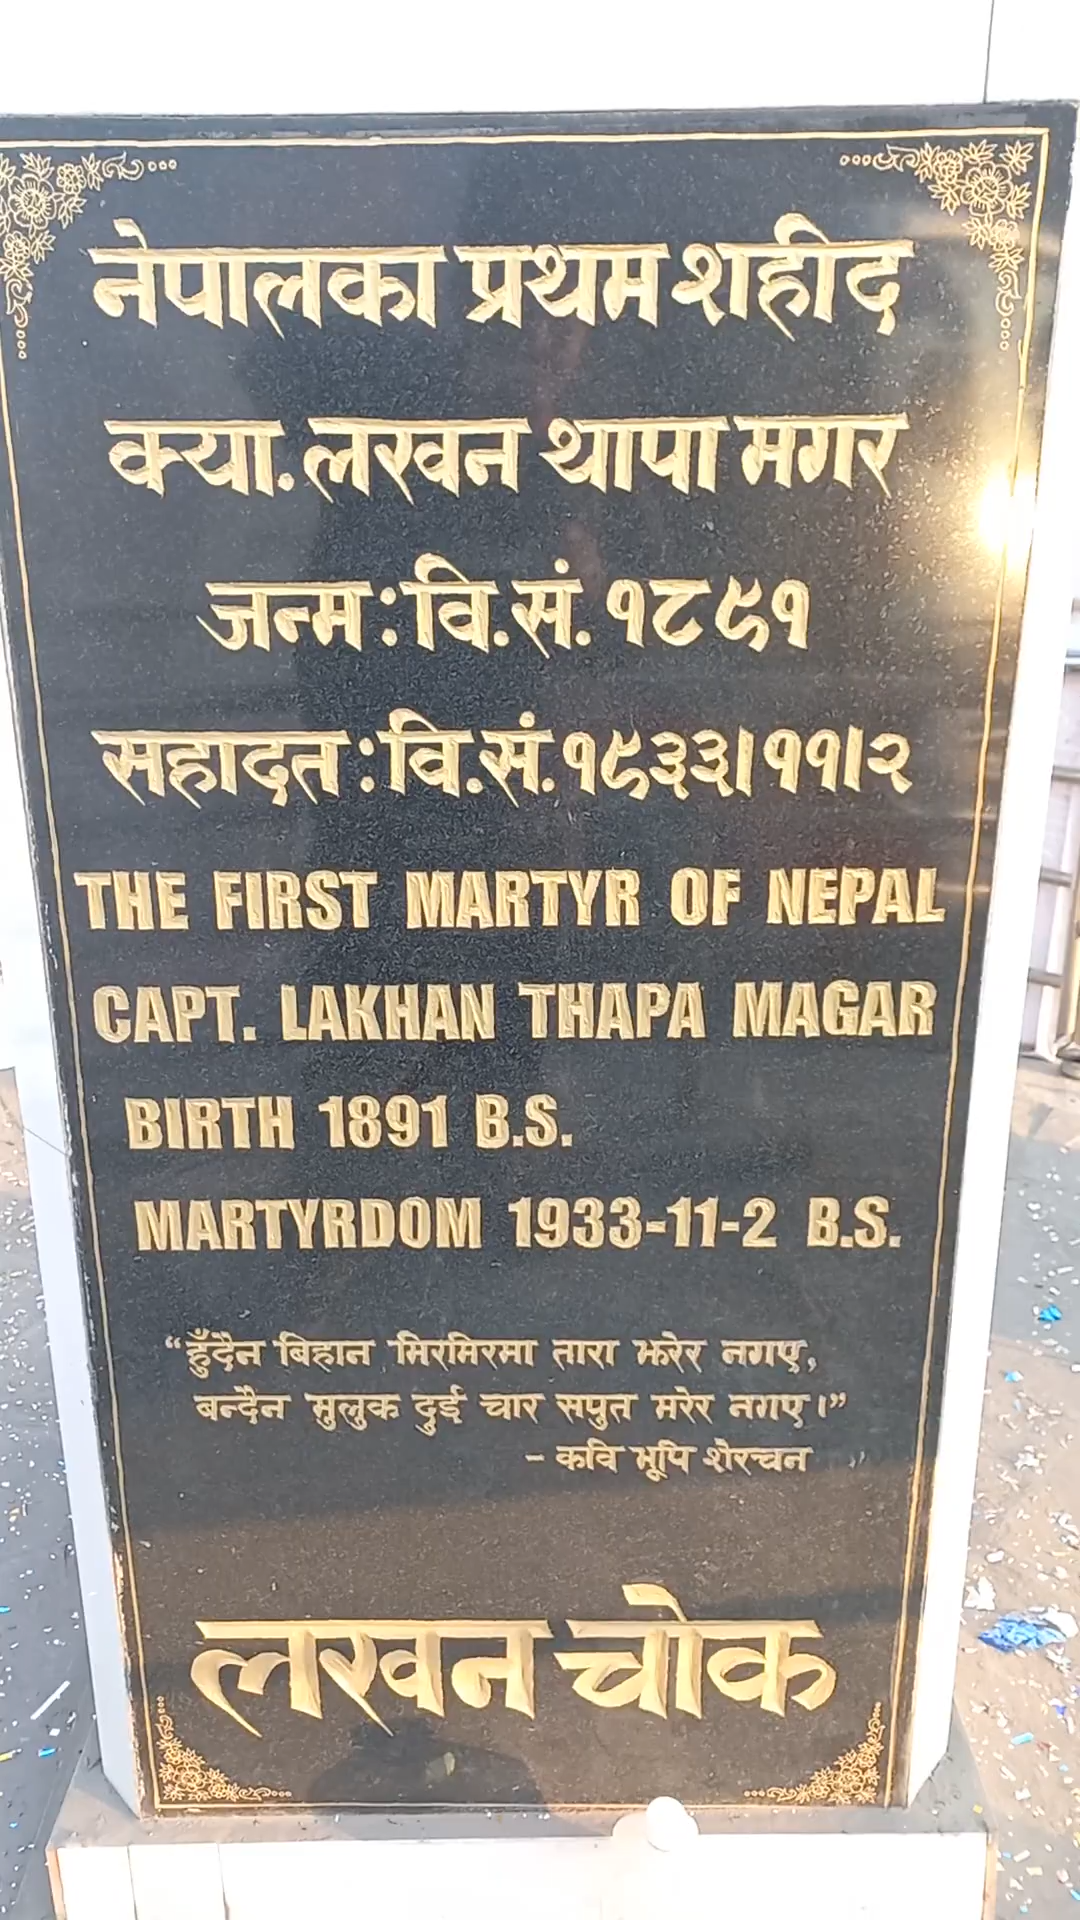 नेपालका प्रथम शहीद
क्या. लखन थापा मगर
जन्म : वि.सं. १८९१
सहादत : वि.सं. १९३३।११।२
THE FIRST MARTYR OF NEPAL
CAPT. LAKHAN THAPA MAGAR
BIRTH 1891 B.S.
MARTYRDOM 1933-11-2 B.S.
“हुँदैन बिहान मिरमिरमा तारा झरेर नगए,
बन्दैन मुलुक दुई चार सपुत मरेर नगए।”
– कवि भूपि शेरचन
लखन चोक